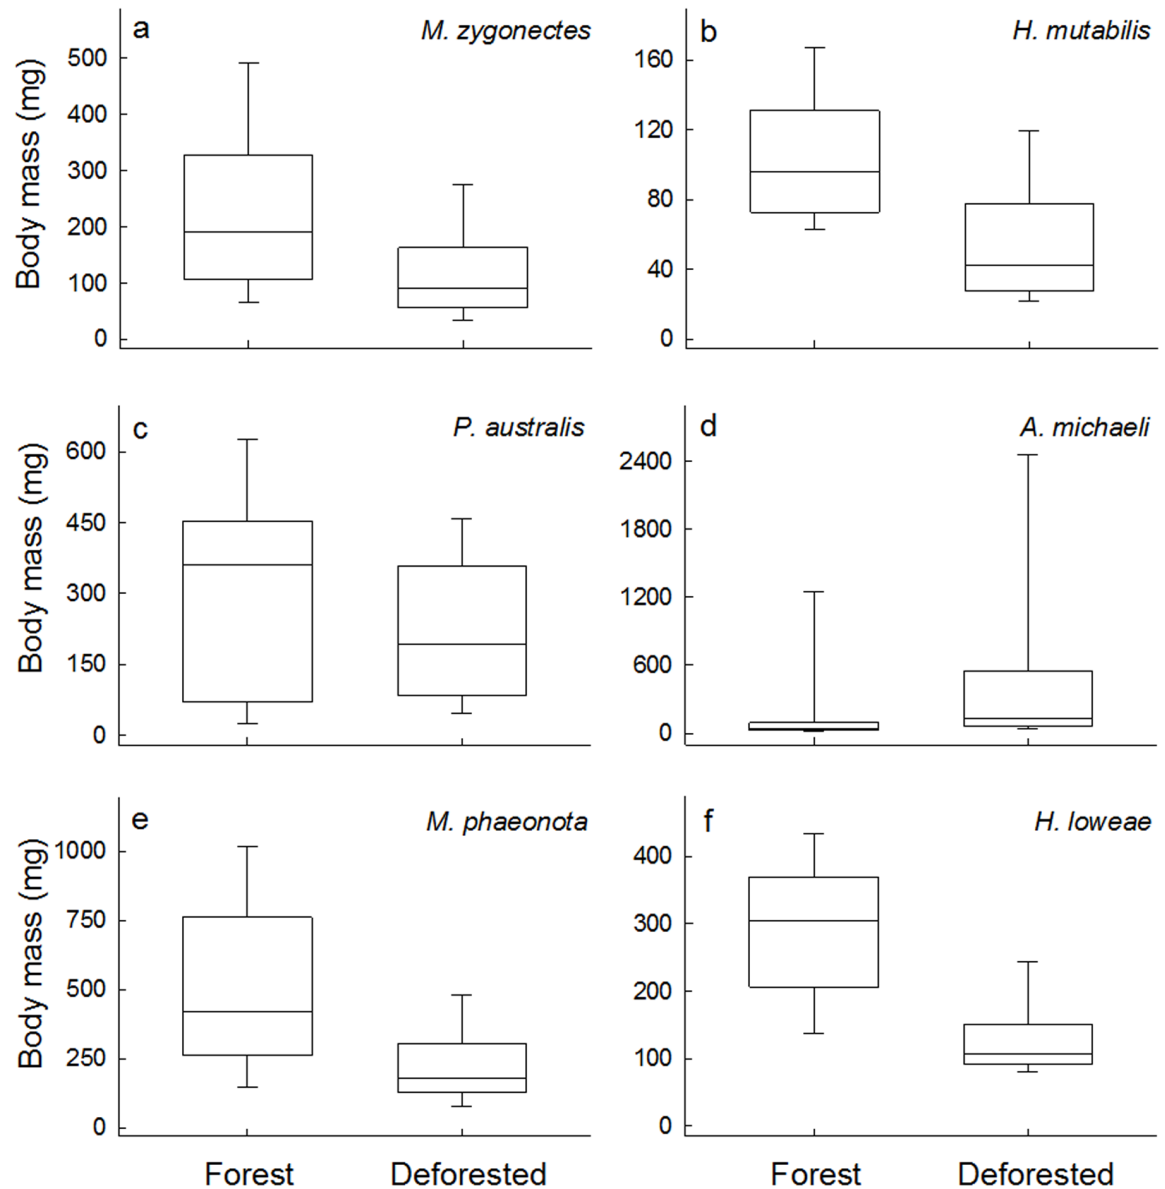 a
M. zygonectes
Body mass (mg)
500
400
300
200
100
0
b
H. mutabilis
160
120
80
40
0
c
P. australis
Body mass (mg)
600
450
300
150
0
d
A. michaeli
2400
1800
1200
600
0
e
M. phaeonota
Body mass (mg)
1000
750
500
250
0
f
H. loweae
400
300
200
100
0
Forest Deforested
Forest Deforested